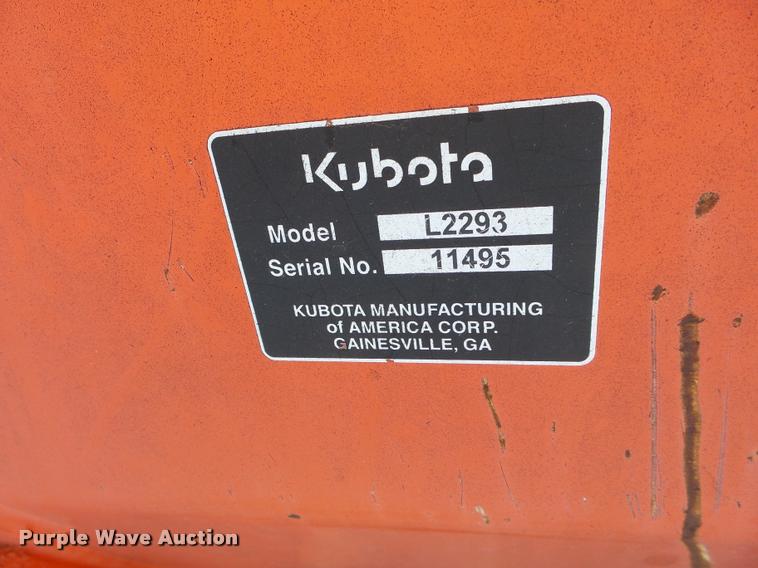 Kubota
Model L2293
Serial No. 11495
KUBOTA MANUFACTURING
of AMERICA CORP.
GAINESVILLE, GA
Purple Wave Auction